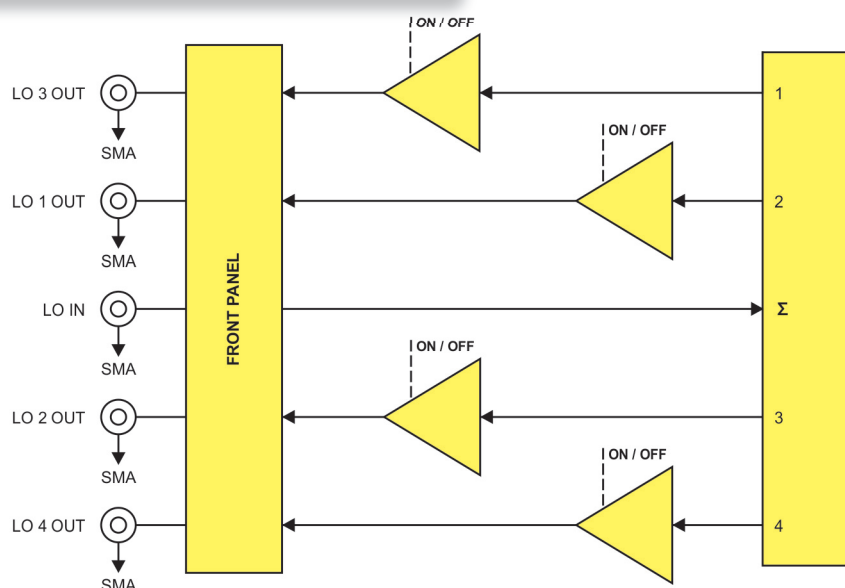 ON / OFF
LO 3 OUT
1
SMA
ON / OFF
LO 1 OUT
2
SMA
FRONT PANEL
LO IN
Σ
SMA
ON / OFF
LO 2 OUT
3
SMA
ON / OFF
LO 4 OUT
4
SMA